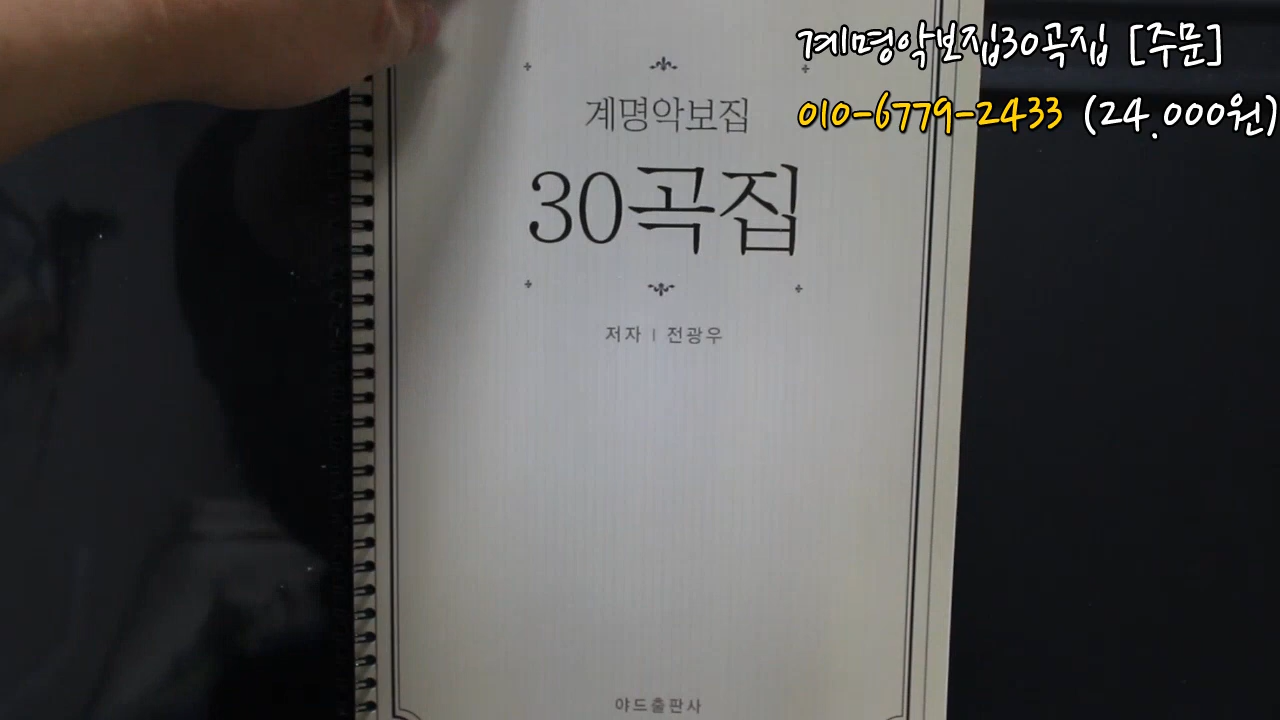 계명악보집30곡집 [주문]
010-6779-2433 (24.000원)
계명악보집
30곡집
저자 | 전광우
야드출판사